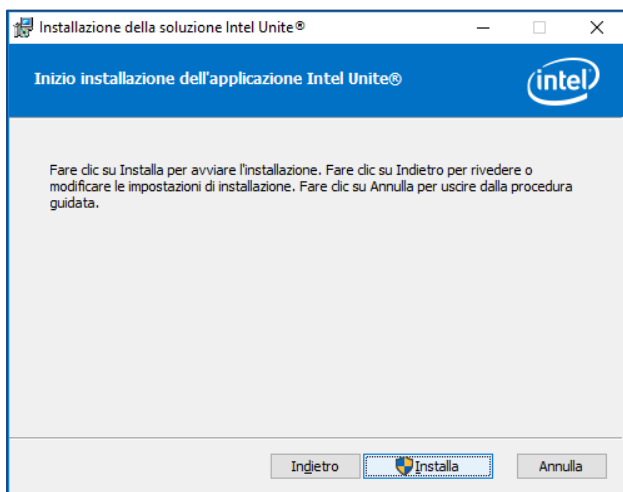 Installazione della soluzione Intel Unite®
Inizio installazione dell'applicazione Intel Unite®
intel
Fare clic su Installa per avviare l'installazione. Fare clic su Indietro per rivedere o
modificare le impostazioni di installazione. Fare clic su Annulla per uscire dalla procedura
guidata.
Indietro
Installa
Annulla